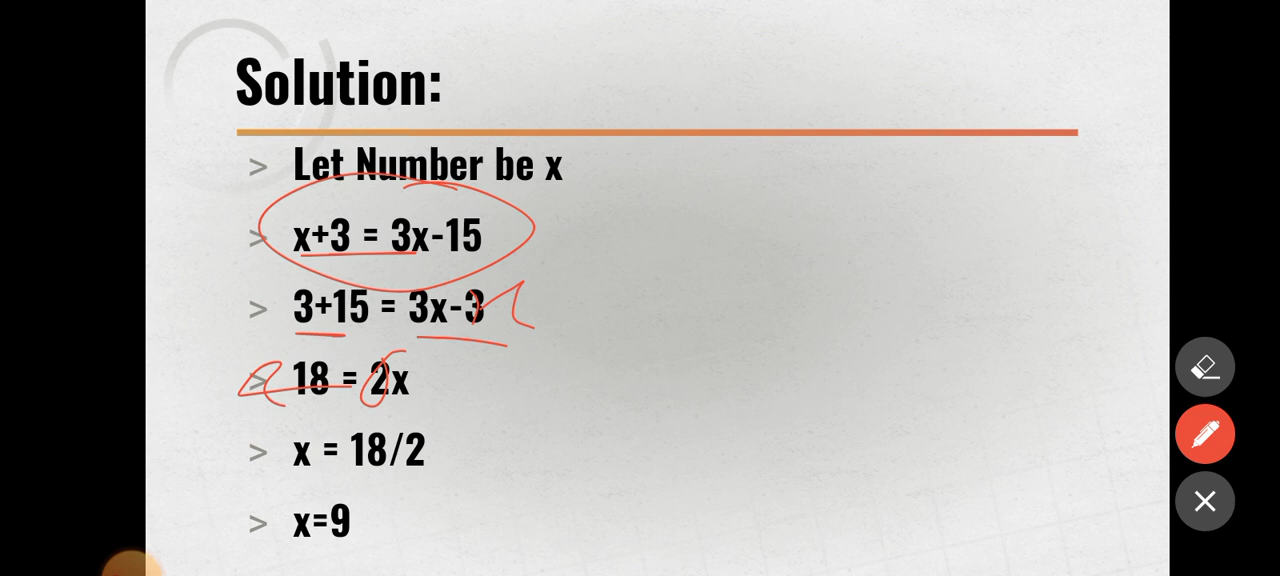 Solution:
> Let Number be x
> x+3 = 3x-15
> 3+15 = 3x-3
> 18 = 2x
> x = 18/2
> x=9